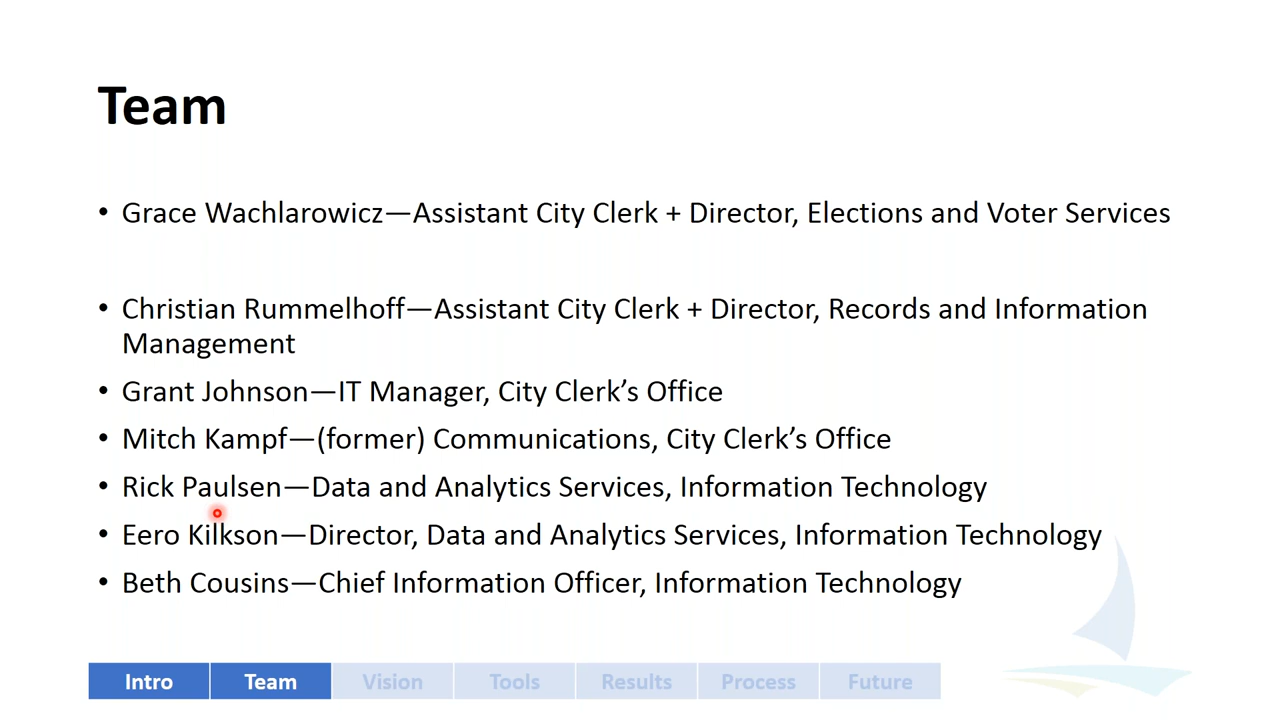 Team
• Grace Wachlarowicz—Assistant City Clerk + Director, Elections and Voter Services
• Christian Rummelhoff—Assistant City Clerk + Director, Records and Information
Management
• Grant Johnson—IT Manager, City Clerk’s Office
• Mitch Kampf—(former) Communications, City Clerk’s Office
• Rick Paulsen—Data and Analytics Services, Information Technology
• Eero Kilkson—Director, Data and Analytics Services, Information Technology
• Beth Cousins—Chief Information Officer, Information Technology
Intro Team Vision Tools Results Process Future